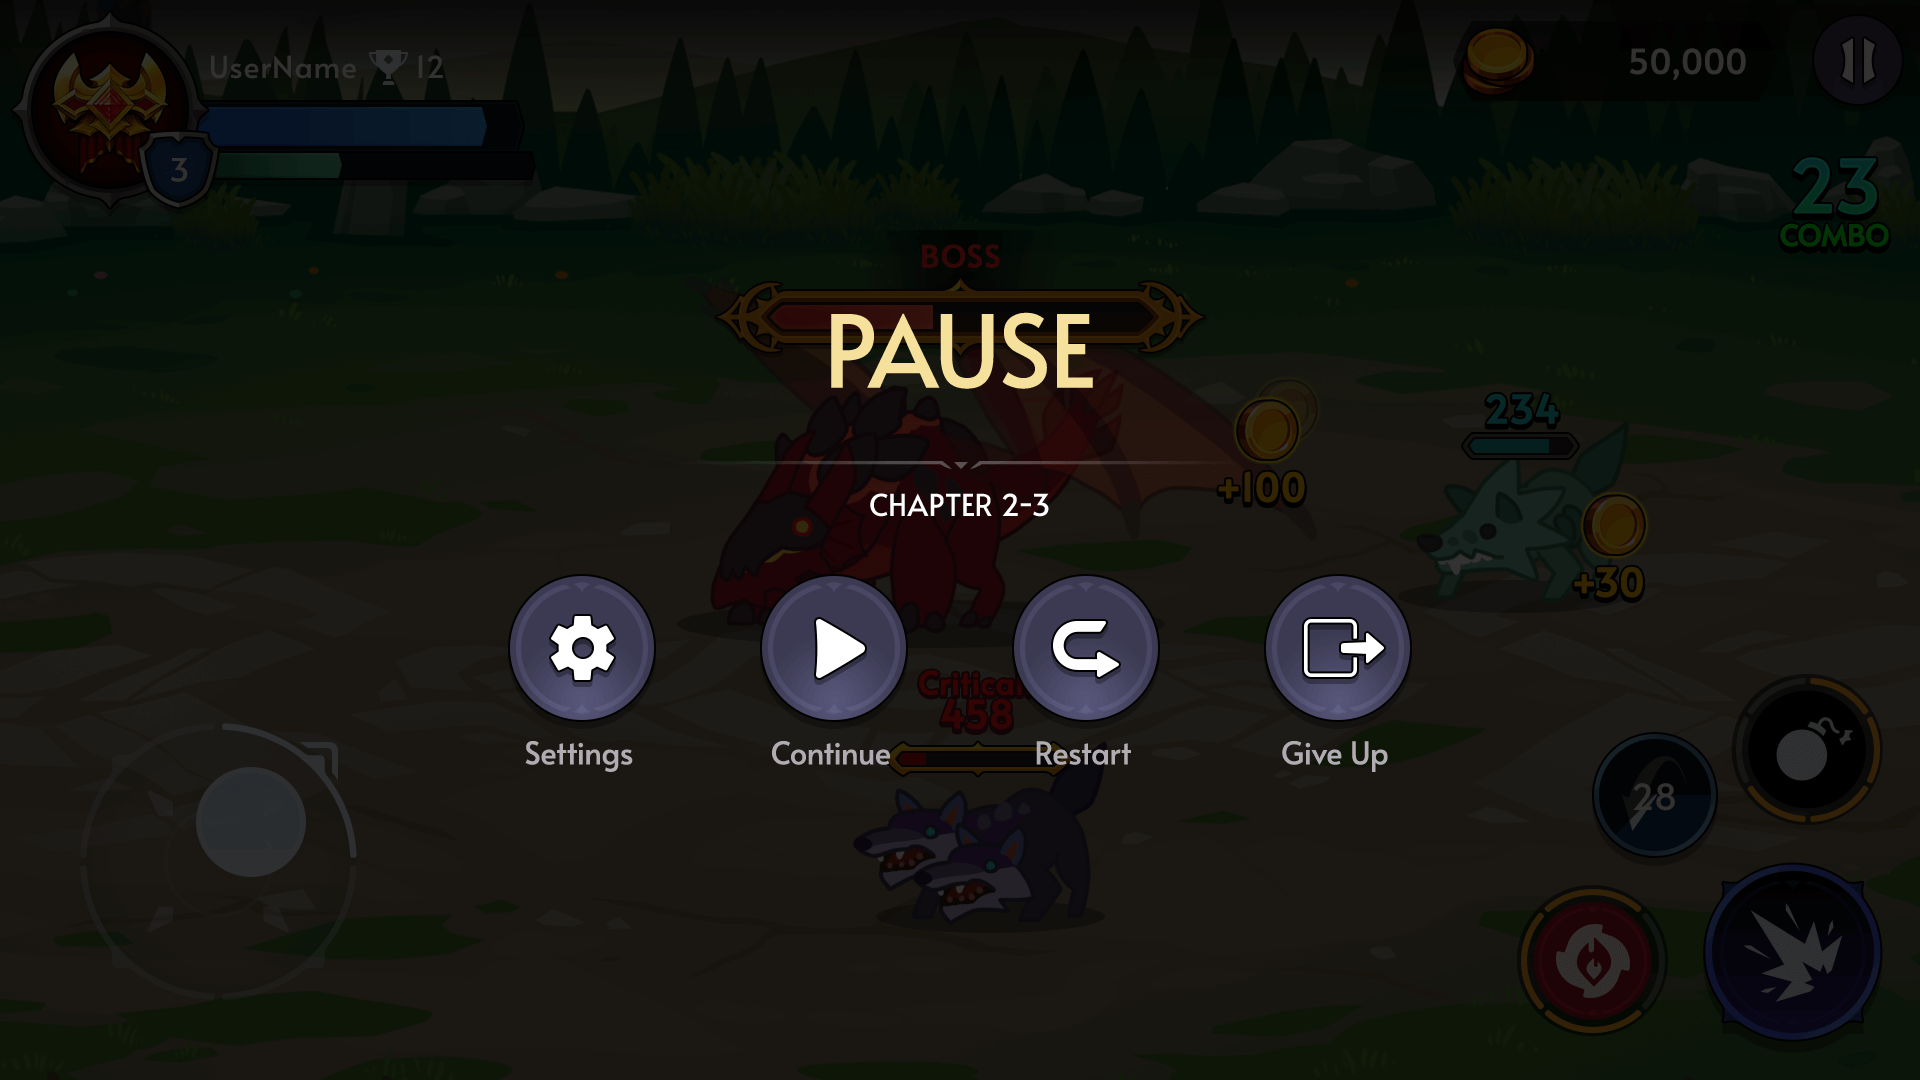 UserName 12
50,000
3
23
COMBO
BOSS
PAUSE
234
+100
CHAPTER 2-3
+30
Critical
458
Settings
Continue
Restart
Give Up
28